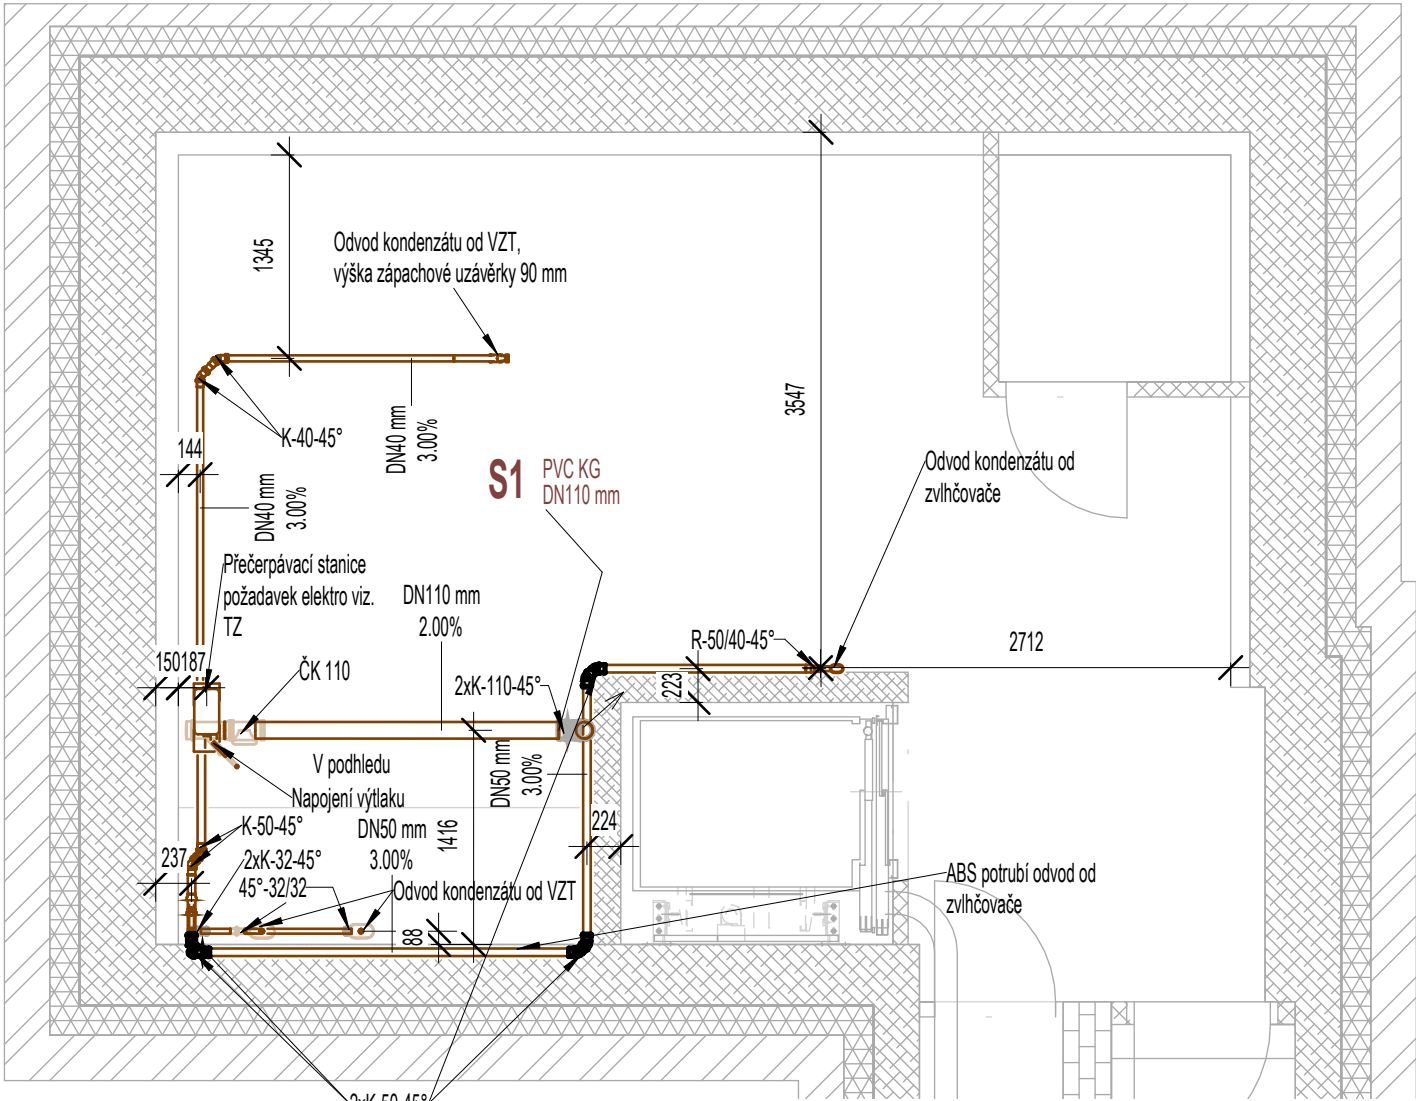 1345
Odvod kondenzátu od VZT,
výška zápachové uzávěrky 90 mm
3547
K-40-45°
DN40 mm
3.00%
144
S1
PVC KG
DN110 mm
Odvod kondenzátu od
zvlhčovače
DN40 mm
3.00%
Přečerpávací stanice
požadavek elektro viz.
TZ
DN110 mm
2.00%
R-50/40-45°
2712
150187
ČK 110
2xK-110-45°
223
V podhledu
Napojení výtlaku
DN50 mm
3.00%
K-50-45°
DN50 mm
3.00%
1416
224
237
2xK-32-45°
45°-32/32
Odvod kondenzátu od VZT
ABS potrubí odvod od
zvlhčovače
88
2xK-50-45°